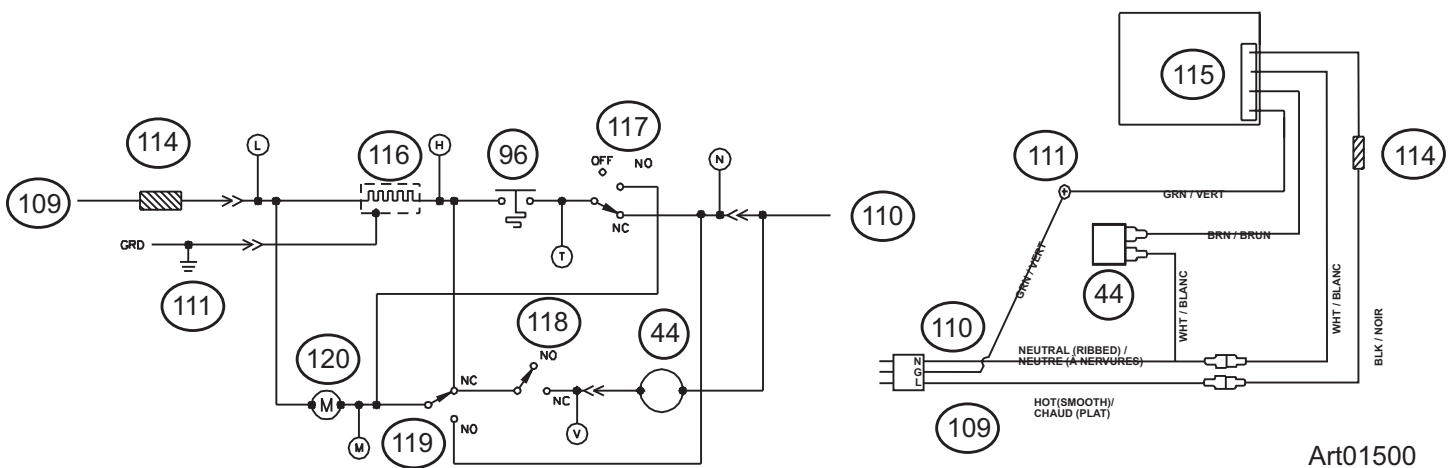 114
L
116
H
96
117
OFF
NO
N
109
110
GRD
NC
T
111
118
44
120
NO
NC
M
NC
M
119
NO
V
115
111
114
GRN / VERT
BRN / BRUN
GRN / VERT
44
WHT / BLANC
WHT / BLANC
BLK / NOIR
110
NEUTRAL (RIBBED) /
NEUTRE (À NERVURES)
N
G
L
HOT(SMOOTH)/
CHAUD (PLAT)
109
Art01500